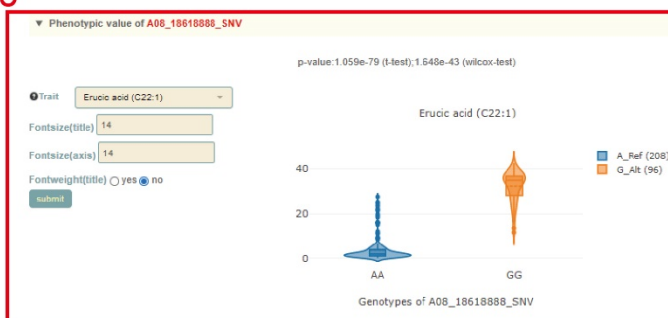 ▼ Phenotypic value of A08_18618888_SNV
p-value:1.059e-79 (t-test);1.648e-43 (wilcox-test)
Trait Erucic acid (C22:1)
Fontsize(title) 14
Fontsize(axis) 14
Fontweight(title) yes no
submit
Erucic acid (C22:1)
A_Ref (208)
G_Alt (96)
40
20
0
AA GG
Genotypes of A08_18618888_SNV